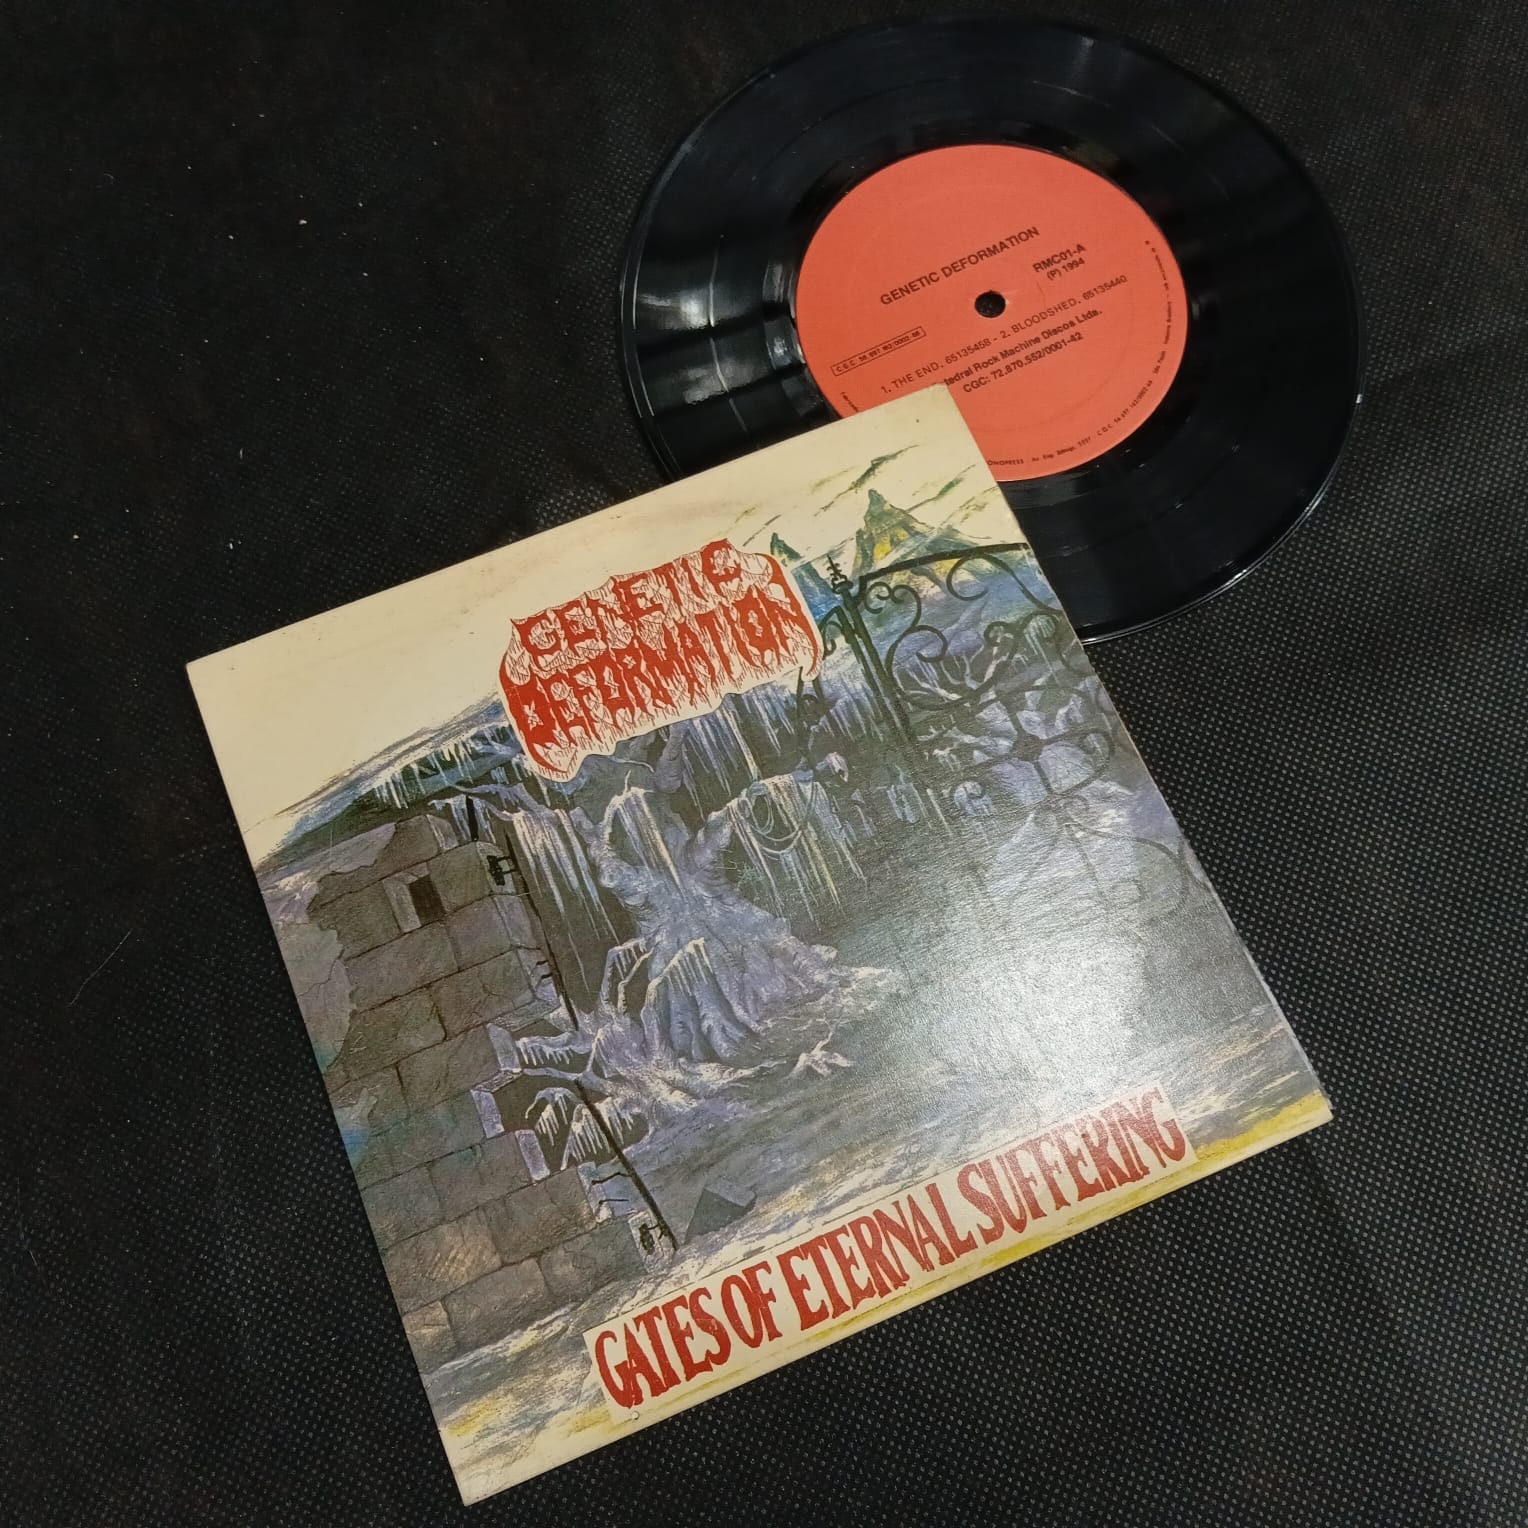 GENETIC DEFORMATION
RMC01-A
(P) 1994
C.G.C.
1. THE END. 65135458 - 2. BLOODSHED. 65135440
tedral Rock Machine Discos Ltda.
CGC: 72.870.552/0001-42
GENETIC
DEFORMATION
GATES OF ETERNAL SUFFERING